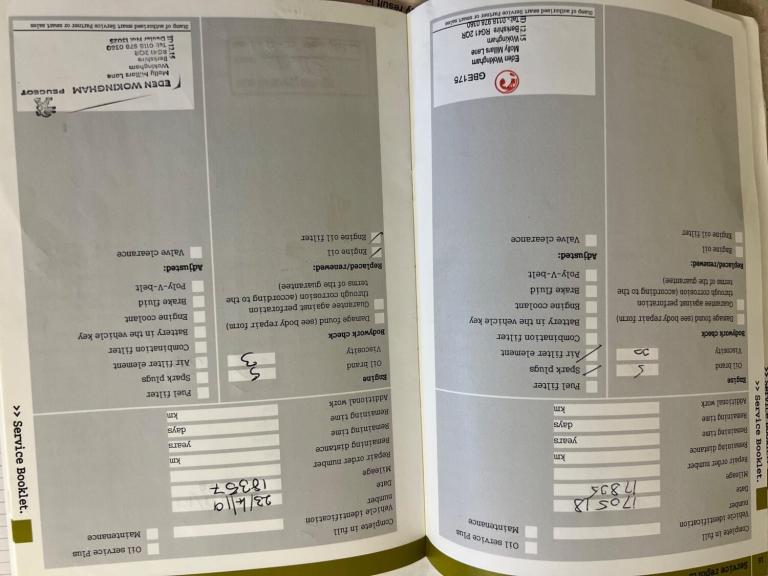 Service reports
Oil service Plus
Maintenance
Complete in full
Vehicle identification
number
Date 17 05 18
Mileage
Repair order number
Remaining distance km
Remaining time years
Remaining time days
Additional work km
Engine
Oil brand
Viscosity
Bodywork check
Damage found (see body repair form)
Guarantee against perforation
through corrosion (according to the
terms of the guarantee)
Replaced/renewed:
Engine oil
Engine oil filter
Fuel filter
Spark plugs
Air filter element
Combination filter
Battery in the vehicle key
Engine coolant
Brake fluid
Poly-V-belt
Adjusted:
Valve clearance
GBE175
Eden Wokingham
Molly Millars Lane
Wokingham
Berkshire RG41 2QR
Stamp of authorised smart Service Partner or smart sales
>> Service Booklet.
Oil service Plus
Maintenance
Complete in full
Vehicle identification
number
Date 23/4/19
Mileage 18357
Repair order number
Remaining distance km
Remaining time years
Remaining time days
Additional work km
Engine
Oil brand
Viscosity
Bodywork check
Damage found (see body repair form)
Guarantee against perforation
through corrosion (according to the
terms of the guarantee)
Replaced/renewed:
Engine oil
Engine oil filter
Fuel filter
Spark plugs
Air filter element
Combination filter
Battery in the vehicle key
Engine coolant
Brake fluid
Poly-V-belt
Adjusted:
Valve clearance
EDEN WOKINGHAM PEUGEOT
Molly Millars Lane
Wokingham
Berkshire
RG41 2QR
Tel: 0118 979 0360
Stamp of authorised smart Service Partner or smart sales
>> Service Booklet.